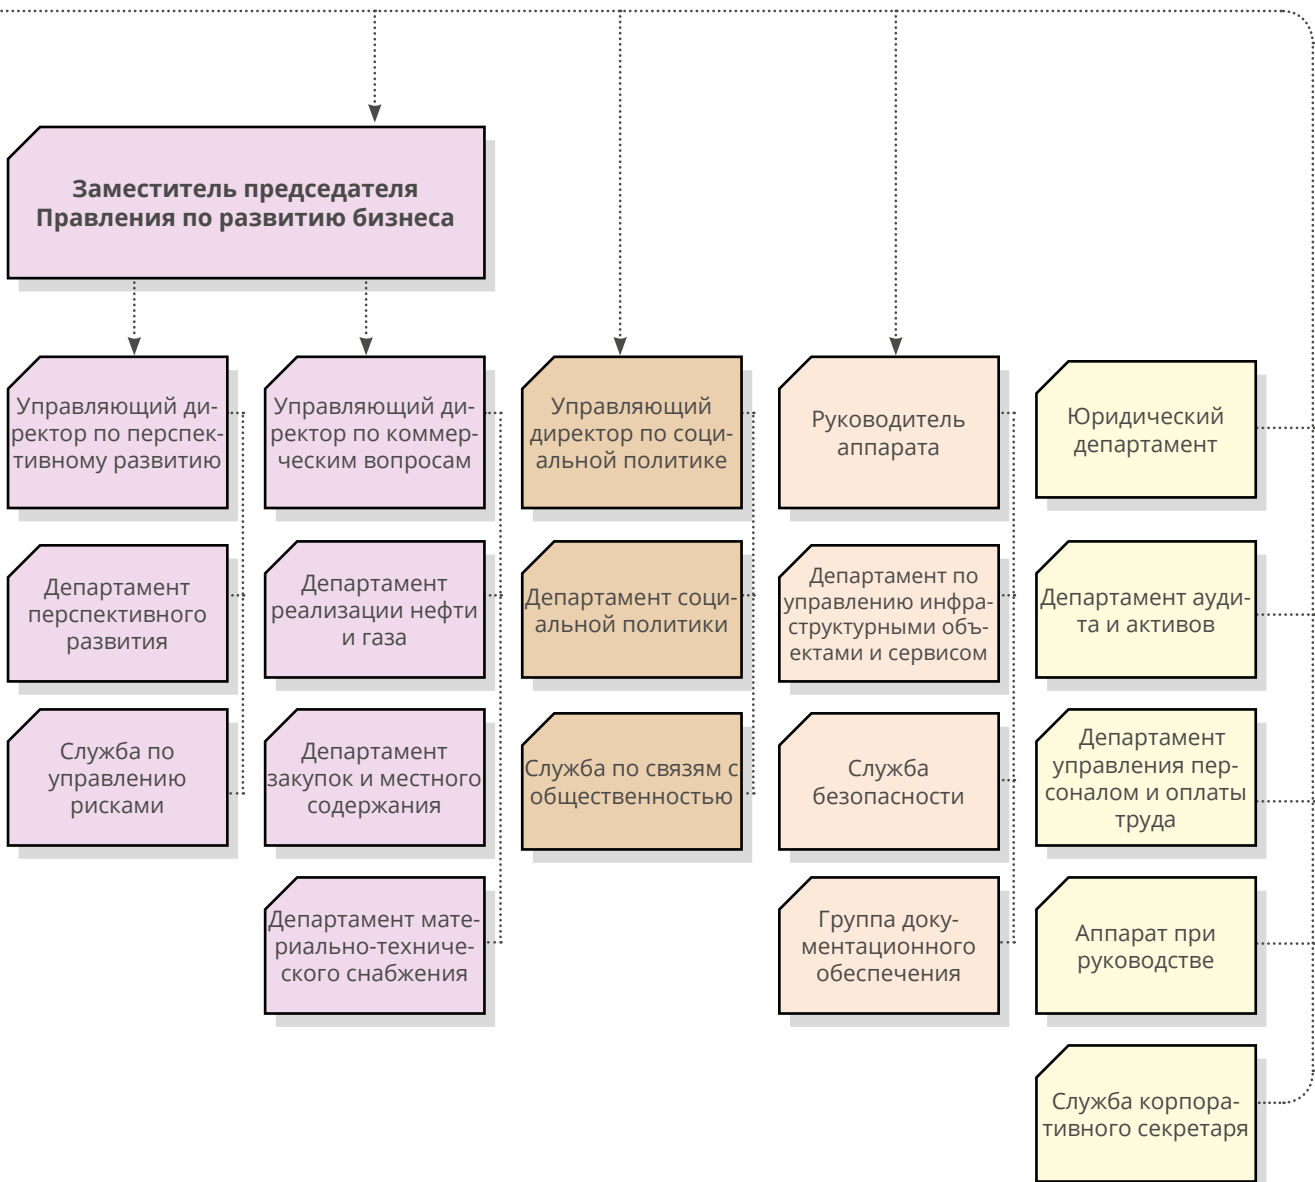 Заместитель председателя
Правления по развитию бизнеса
Управляющий ди-
ректор по перспек-
тивному развитию
Департамент
перспективного
развития
Служба по
управлению
рисками
Управляющий ди-
ректор по коммер-
ческим вопросам
Департамент
реализации нефти
и газа
Департамент
закупок и местного
содержания
Департамент мате-
риально-техниче-
ского снабжения
Управляющий
директор по соци-
альной политике
Департамент соци-
альной политики
Служба по связям с
общественностью
Руководитель
аппарата
Департамент по
управлению инфра-
структурными объ-
ектами и сервисом
Служба
безопасности
Группа доку-
ментационного
обеспечения
Юридический
департамент
Департамент ауди-
та и активов
Департамент
управления пер-
соналом и оплаты
труда
Аппарат при
руководстве
Служба корпора-
тивного секретаря